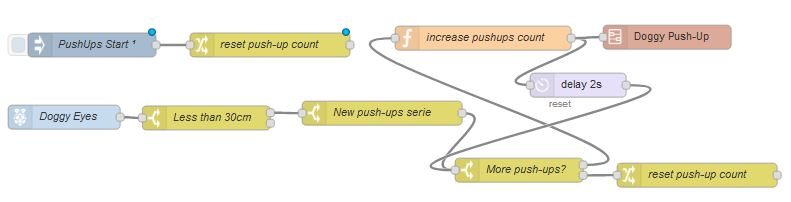 PushUps Start ¹
reset push-up count
increase pushups count
Doggy Push-Up
delay 2s
reset
Doggy Eyes
Less than 30cm
New push-ups serie
More push-ups?
reset push-up count